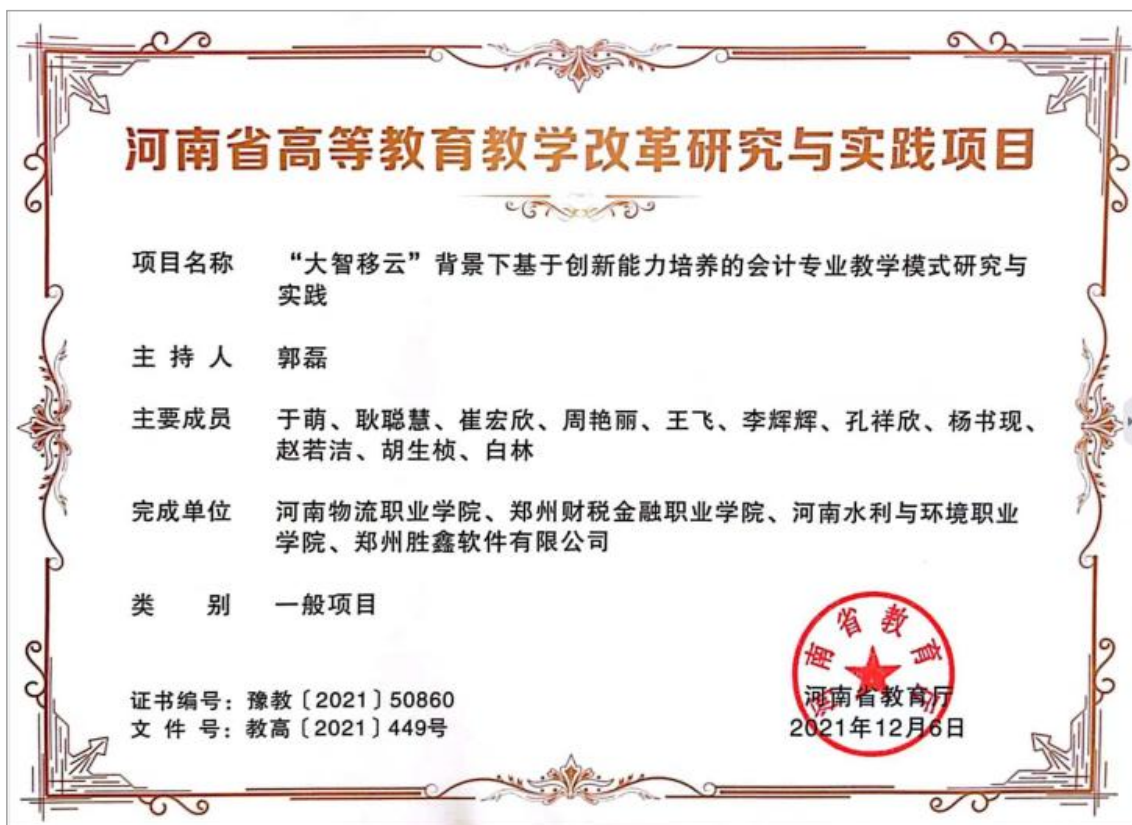 河南省高等教育教学改革研究与实践项目
项目名称 “大智移云”背景下基于创新能力培养的会计专业教学模式研究与
实践
主持人 郭磊
主要成员 于萌、耿聪慧、崔宏欣、周艳丽、王飞、李辉辉、孔祥欣、杨书现、
赵若洁、胡生桢、白林
完成单位 河南物流职业学院、郑州财税金融职业学院、河南水利与环境职业
学院、郑州胜鑫软件有限公司
类别 一般项目
河南省教育厅
证书编号：豫教〔2021〕50860
文件号：教高〔2021〕449号
河南省教育厅
2021年12月6日